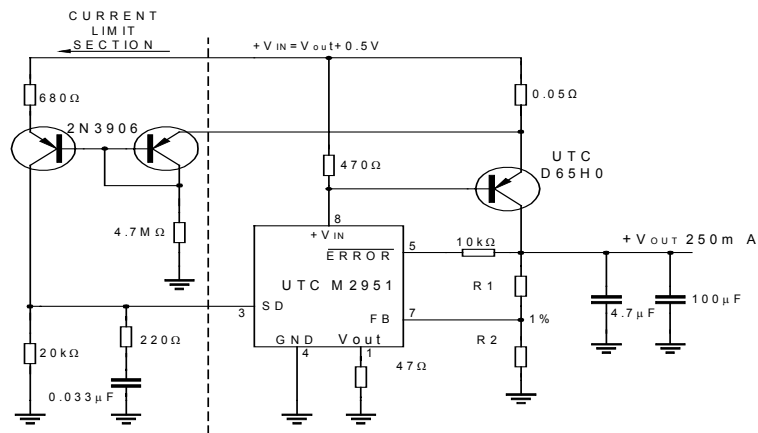 CURRENT
LIMIT
SECTION
+VIN=Vout+0.5V
680Ω
0.05Ω
2N3906
470Ω
UTC
D65H0
4.7MΩ
8
+VIN
ERROR
5
10kΩ
+VOUT 250mA
UTC M2951
R1
3
SD
FB
7
1%
4.7µF
100µF
220Ω
20kΩ
GND
Vout
4
1
47Ω
R2
0.033µF